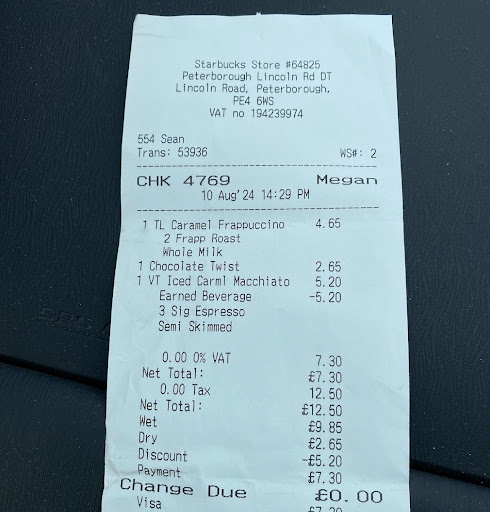 Starbucks Store #64825
Peterborough Lincoln Rd DT
Lincoln Road, Peterborough,
PE4 6WS
VAT no 194239974
554 Sean
Trans: 53936 WS#: 2
CHK 4769 Megan
10 Aug'24 14:29 PM
1 TL Caramel Frappuccino 4.65
2 Frapp Roast
Whole Milk
1 Chocolate Twist 2.65
1 VT Iced Carml Macchiato 5.20
Earned Beverage -5.20
3 Sig Espresso
Semi Skimmed
0.00 0% VAT 7.30
Net Total: £7.30
0.00 Tax 12.50
Net Total: £12.50
Wet £9.85
Dry £2.65
Discount -£5.20
Payment £7.30
Change Due £0.00
Visa £7.30